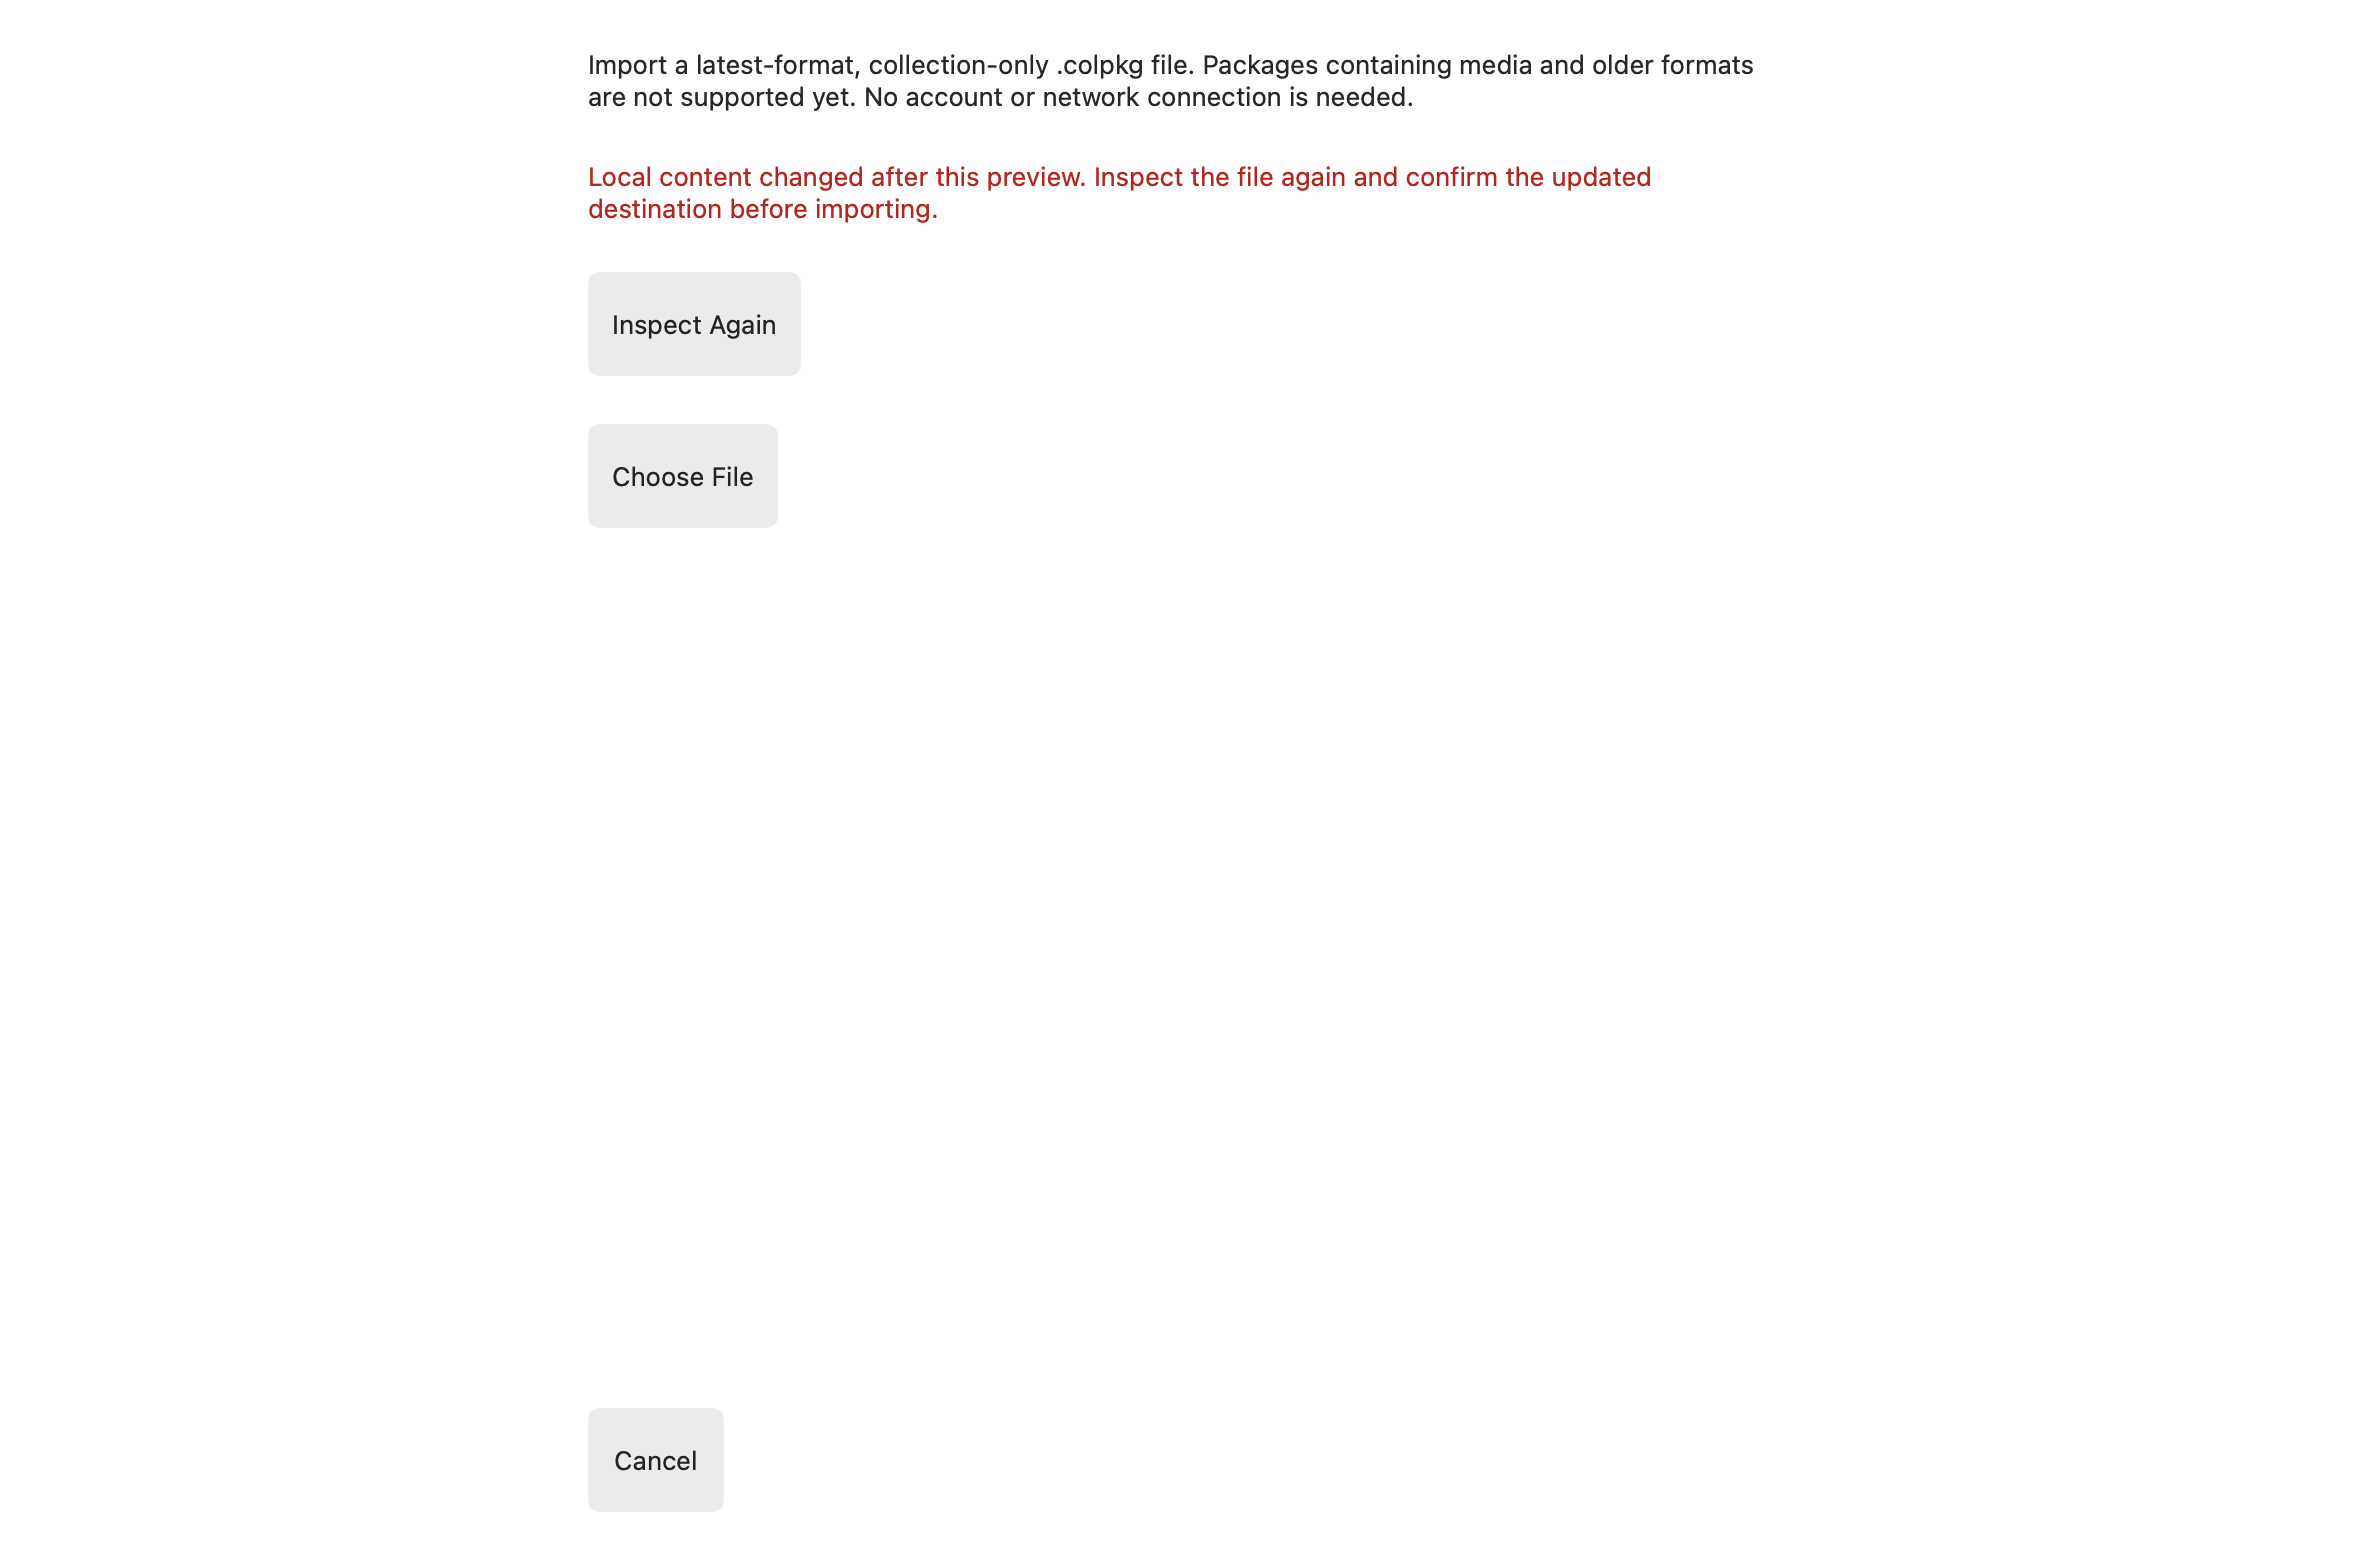 Import a latest-format, collection-only .colpkg file. Packages containing media and older formats
are not supported yet. No account or network connection is needed.
Local content changed after this preview. Inspect the file again and confirm the updated
destination before importing.
Inspect Again
Choose File
Cancel